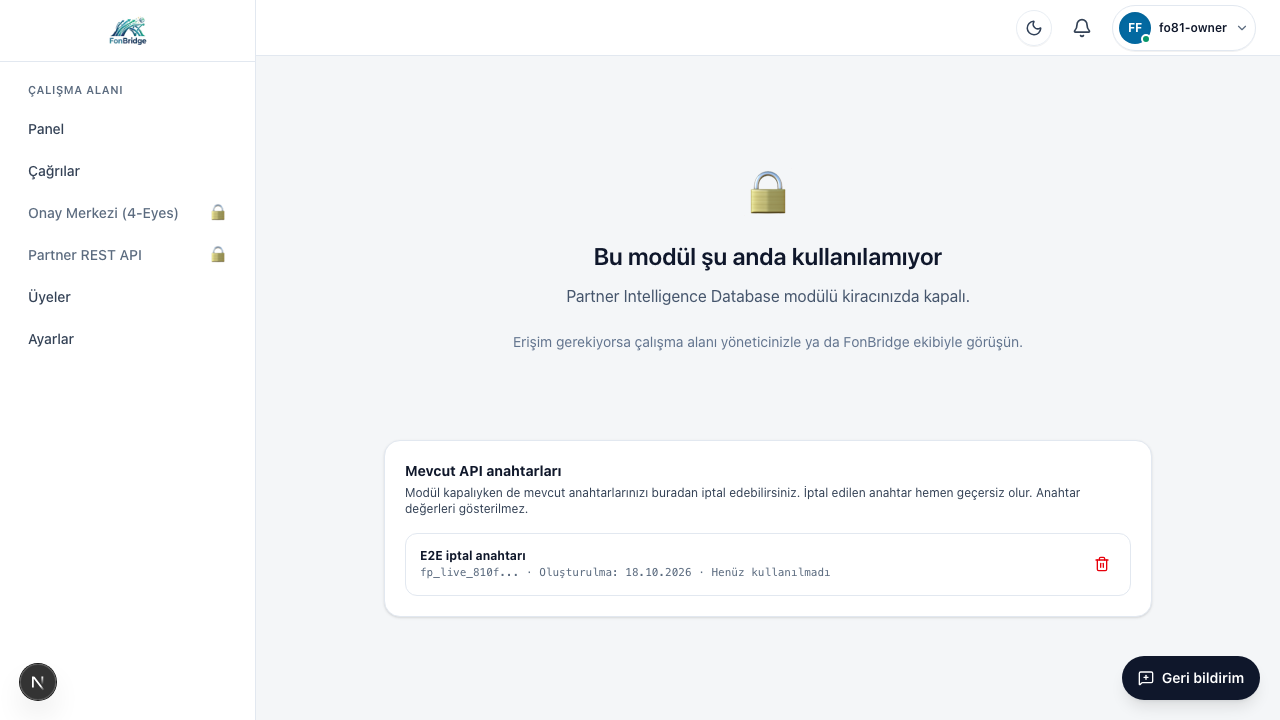 FonBridge
FF
fo81-owner
ÇALIŞMA ALANI
Panel
Çağrılar
Onay Merkezi (4-Eyes)
Partner REST API
Üyeler
Ayarlar
Bu modül şu anda kullanılamıyor
Partner Intelligence Database modülü kiracınızda kapalı.
Erişim gerekiyorsa çalışma alanı yöneticinizle ya da FonBridge ekibiyle görüşün.
Mevcut API anahtarları
Modül kapalıyken de mevcut anahtarlarınızı buradan iptal edebilirsiniz. İptal edilen anahtar hemen geçersiz olur. Anahtar
değerleri gösterilmez.
E2E iptal anahtarı
fp_live_810f... · Oluşturulma: 18.10.2026 · Henüz kullanılmadı
N
Geri bildirim